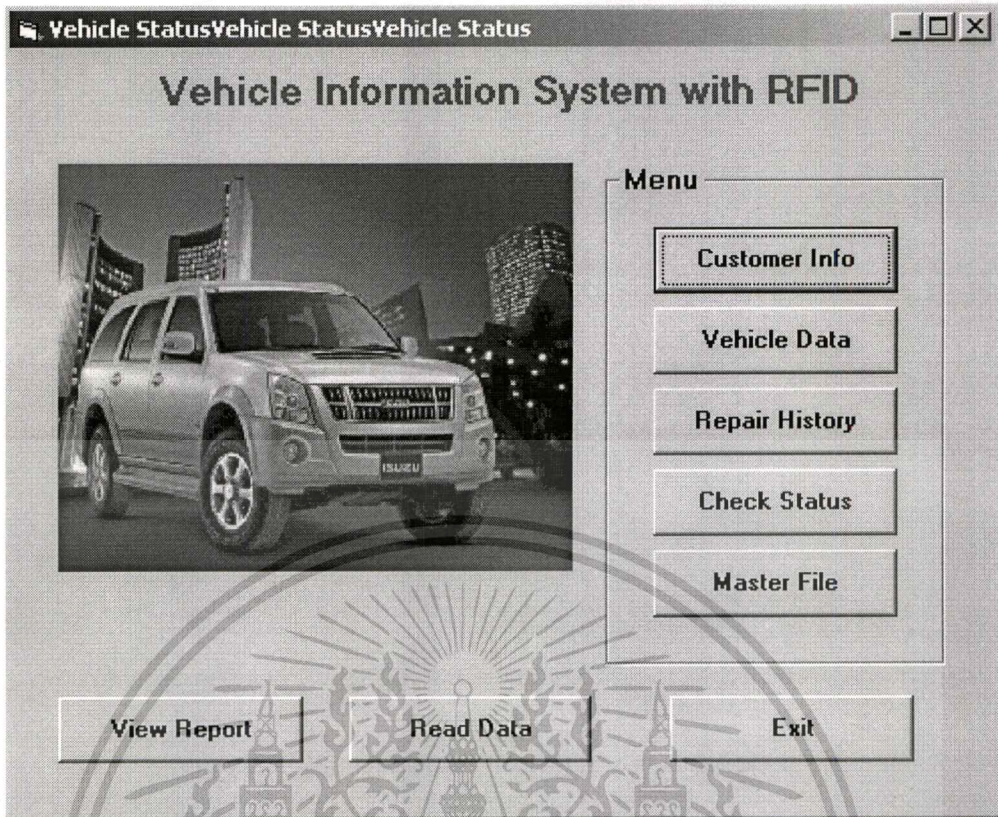 Vehicle StatusVehicle StatusVehicle Status
Vehicle Information System with RFID
Menu
Customer Info
Vehicle Data
Repair History
Check Status
Master File
ISUZU
View Report
Read Data
Exit